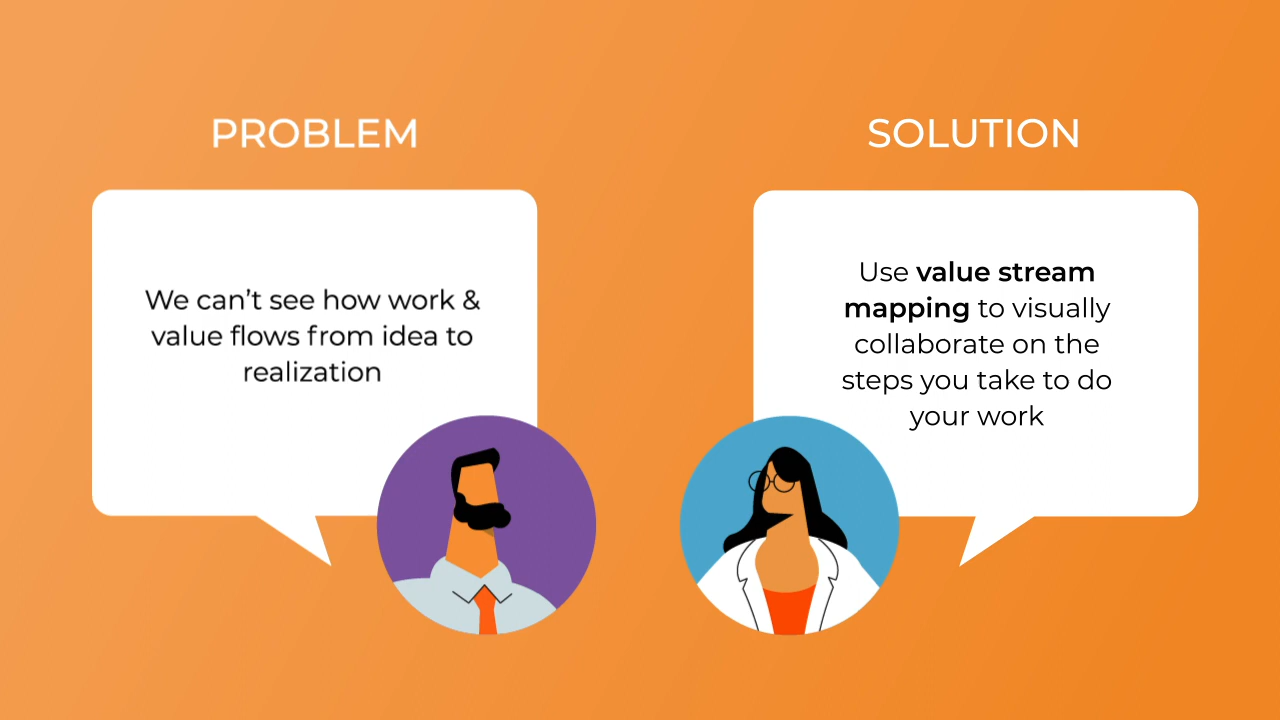 PROBLEM
We can’t see how work &
value flows from idea to
realization
SOLUTION
Use value stream
mapping to visually
collaborate on the
steps you take to do
your work